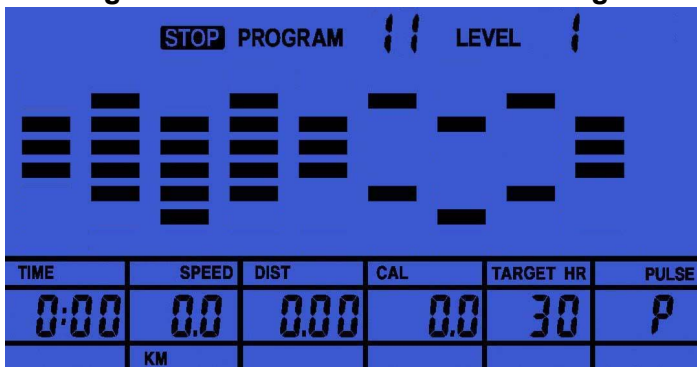 STOP PROGRAM 11 LEVEL 1
TIME SPEED DIST CAL TARGET HR PULSE
0:00 0.0 0.00 0.0 30 P
KM